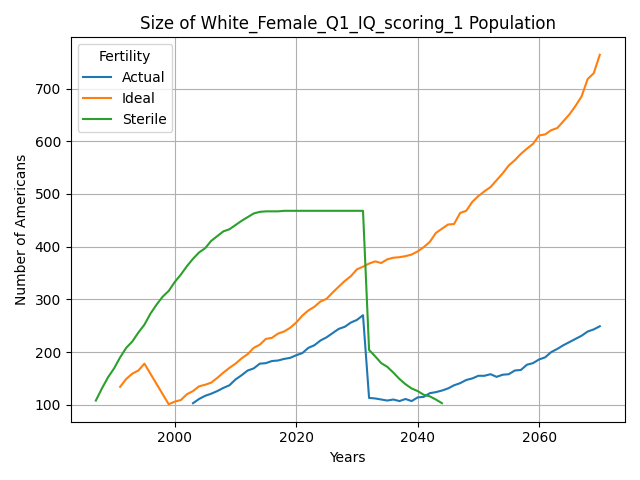 Size of White_Female_Q1_IQ_scoring_1 Population
Fertility
Actual
Ideal
Sterile
Number of Americans
700
600
500
400
300
200
100
2000
2020
2040
2060
Years